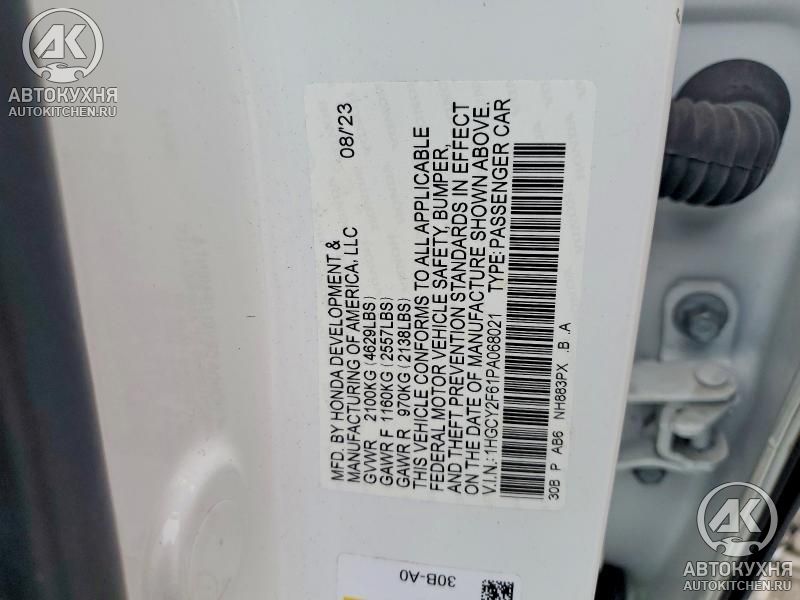 АВТОКУХНЯ
AUTOKITCHEN.RU
08/'23
MFD. BY HONDA DEVELOPMENT &
MANUFACTURING OF AMERICA, LLC
GVWR 2100KG (4629LBS)
GAWR F 1160KG (2557LBS)
GAWR R 970KG (2138LBS)
THIS VEHICLE CONFORMS TO ALL APPLICABLE
FEDERAL MOTOR VEHICLE SAFETY, BUMPER,
AND THEFT PREVENTION STANDARDS IN EFFECT
ON THE DATE OF MANUFACTURE SHOWN ABOVE.
V.I.N.: 1HGCY2F61PA068021 TYPE:PASSENGER CAR
30B P AB6 NH883PX .B .A
30B-A0
АВТОКУХНЯ
AUTOKITCHEN.RU